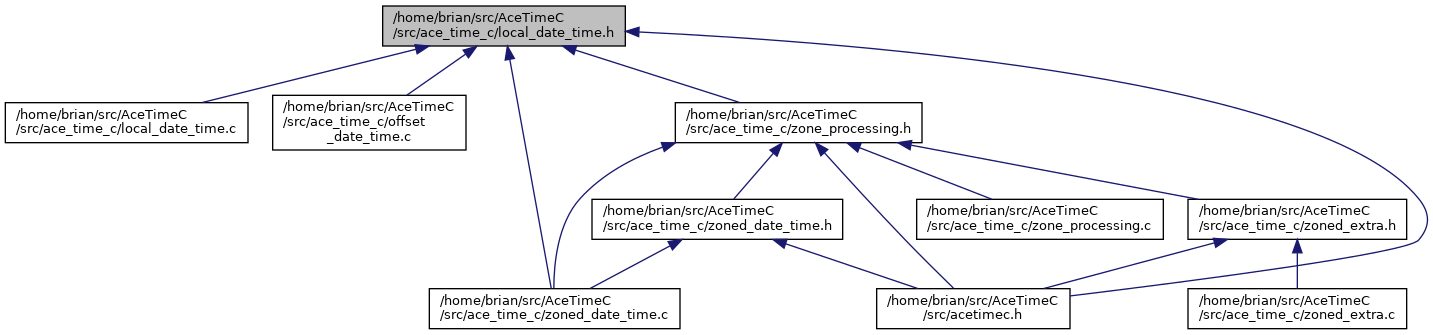 /home/brian/src/AceTimeC
/src/ace_time_c/local_date_time.h
/home/brian/src/AceTimeC
/src/ace_time_c/local_date_time.c
/home/brian/src/AceTimeC
/src/ace_time_c/offset
_date_time.c
/home/brian/src/AceTimeC
/src/ace_time_c/zone_processing.h
/home/brian/src/AceTimeC
/src/ace_time_c/zoned_date_time.h
/home/brian/src/AceTimeC
/src/ace_time_c/zone_processing.c
/home/brian/src/AceTimeC
/src/ace_time_c/zoned_extra.h
/home/brian/src/AceTimeC
/src/ace_time_c/zoned_date_time.c
/home/brian/src/AceTimeC
/src/acetimec.h
/home/brian/src/AceTimeC
/src/ace_time_c/zoned_extra.c